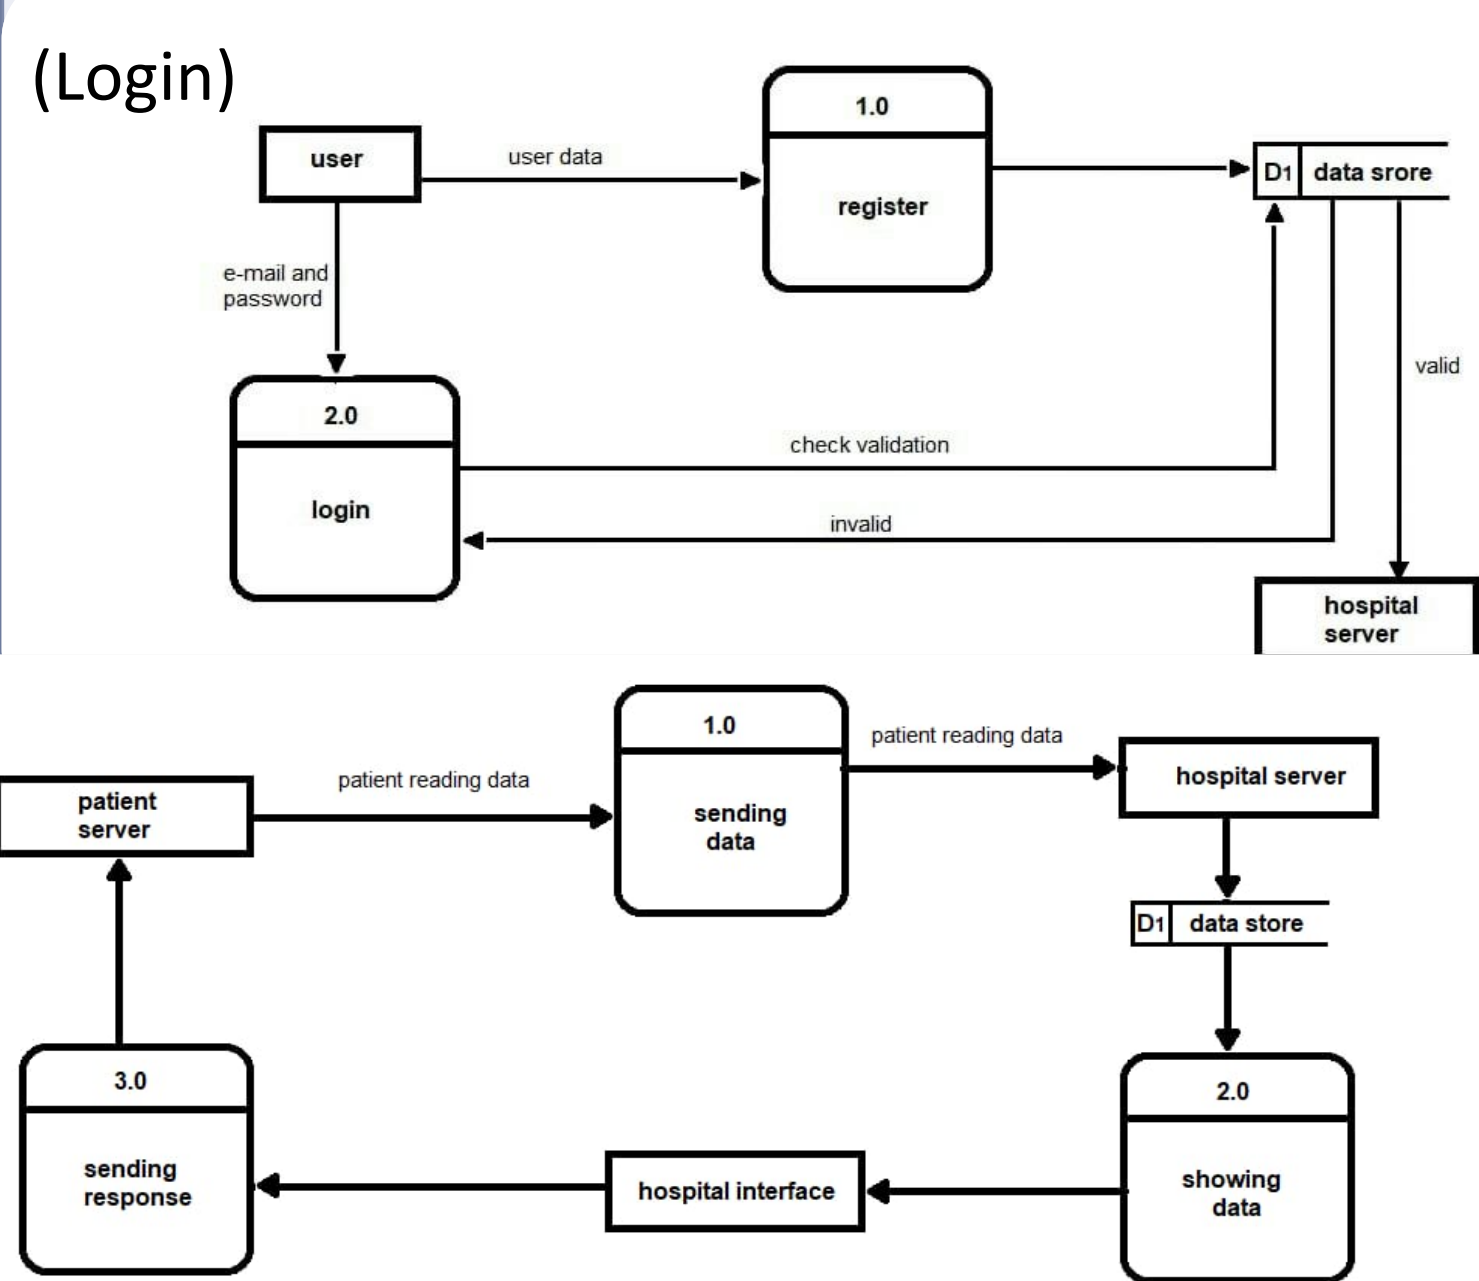 (Login)
1.0
user
user data
D1 data srore
register
e-mail and
password
valid
2.0
check validation
login
invalid
hospital
server
1.0
patient reading data
patient reading data
hospital server
patient
server
sending
data
D1 data store
3.0
2.0
sending
response
hospital interface
showing
data